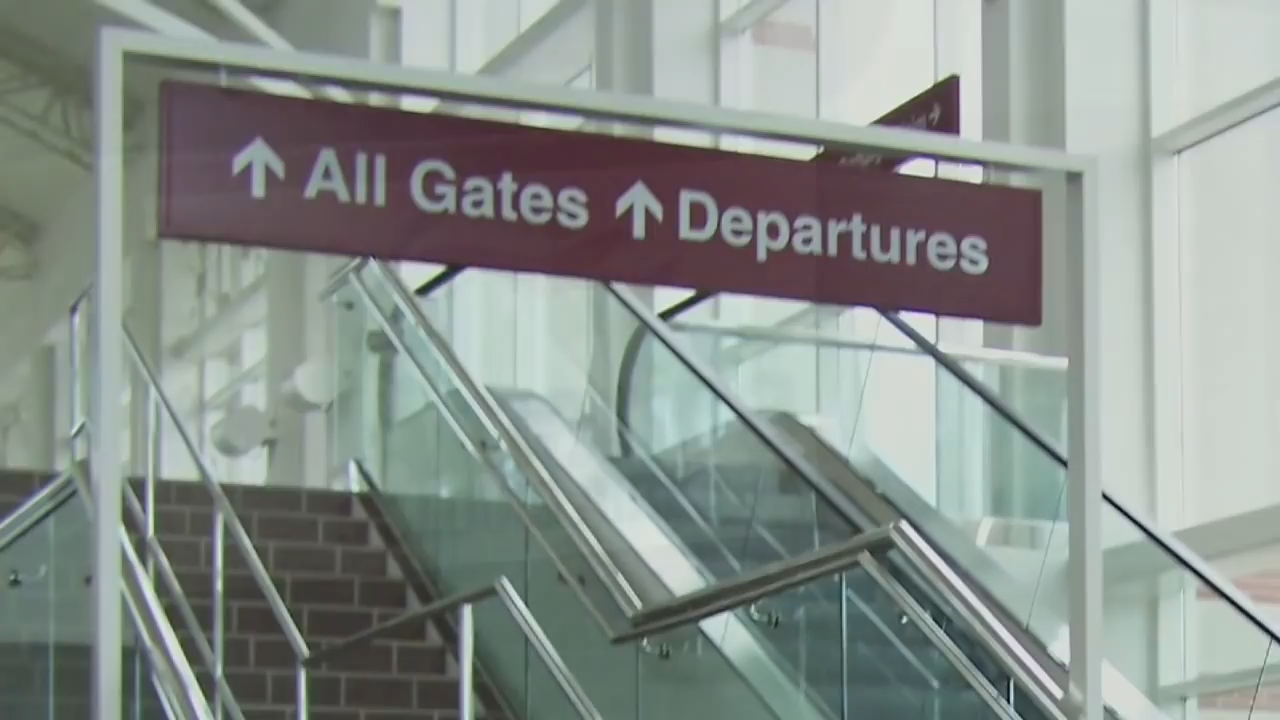 ↑ All Gates ↑ Departures